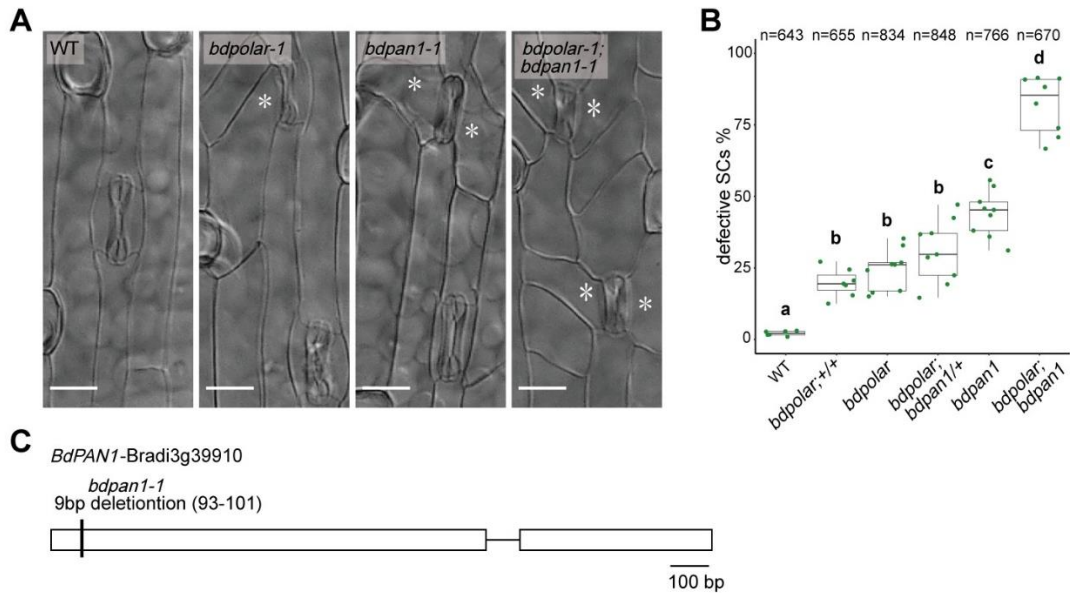 A
WT
bdpolar-1
bdpan1-1
bdpolar-1;
bdpan1-1
* * * * * * *
B
n=643 n=655 n=834 n=848 n=766 n=670
defective SCs %
100
75
50
25
0
a
b
b
b
c
d
WT
bdpolar;+/+
bdpolar
bdpolar;
bdpan1/+
bdpan1
bdpolar;
bdpan1
C
BdPAN1-Bradi3g39910
bdpan1-1
9bp deletiontion (93-101)
100 bp